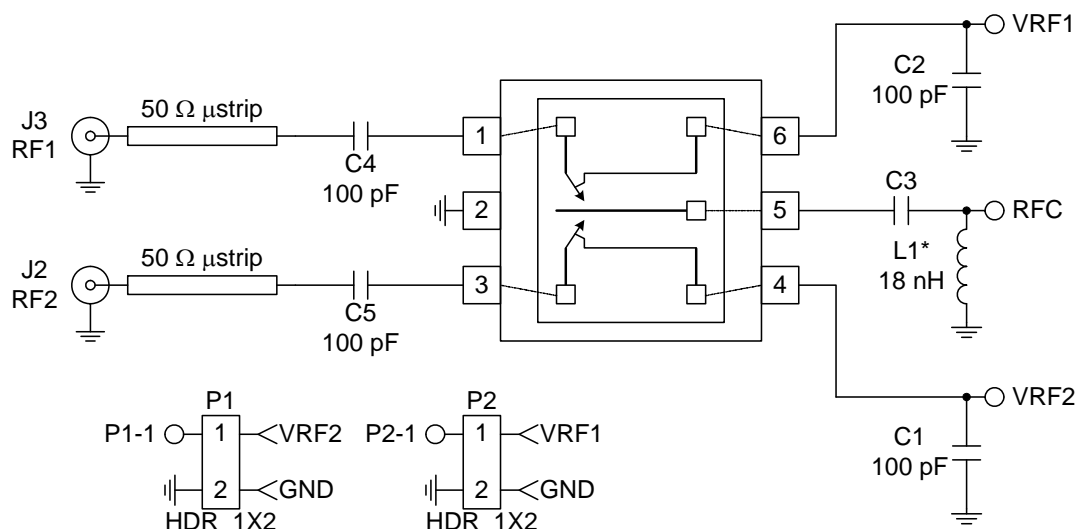 VRF1
C2
100 pF
J3
RF1
50 Ω μstrip
C4
100 pF
1
6
2
5
C3
RFC
L1*
18 nH
J2
RF2
50 Ω μstrip
C5
100 pF
3
4
VRF2
C1
100 pF
P1
P1-1
1
VRF2
2
GND
HDR_1X2
P2
P2-1
1
VRF1
2
GND
HDR_1X2